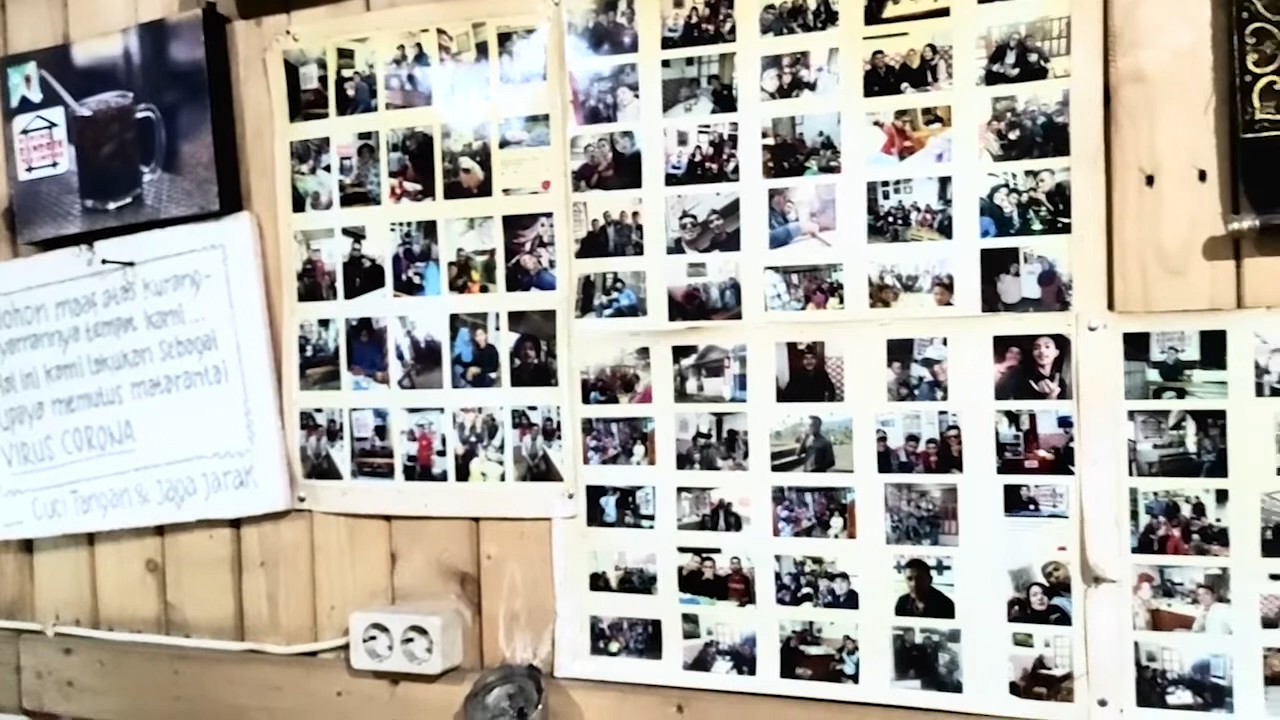 Mohon maaf atas kurang-
nyamannya tempat kami...
Hal ini kami lakukan sebagai
upaya memutus matarantai
VIRUS CORONA
Cuci Tangan & Jaga Jarak